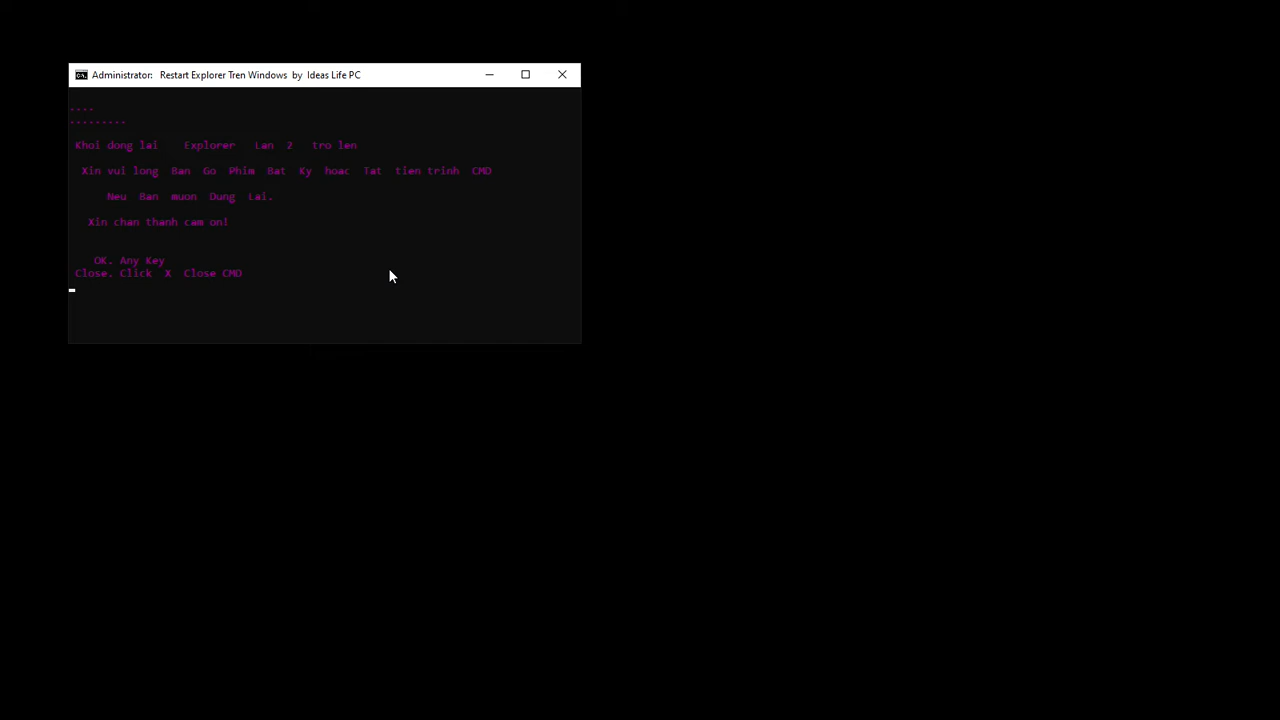 Administrator: Restart Explorer Tren Windows by Ideas Life PC
----
---------
Khoi dong lai Explorer Lan 2 tro len
Xin vui long Ban Go Phim Bat Ky hoac Tat tien trinh CMD
Neu Ban muon Dung Lai.
Xin chan thanh cam on!
OK. Any Key
Close. Click X Close CMD